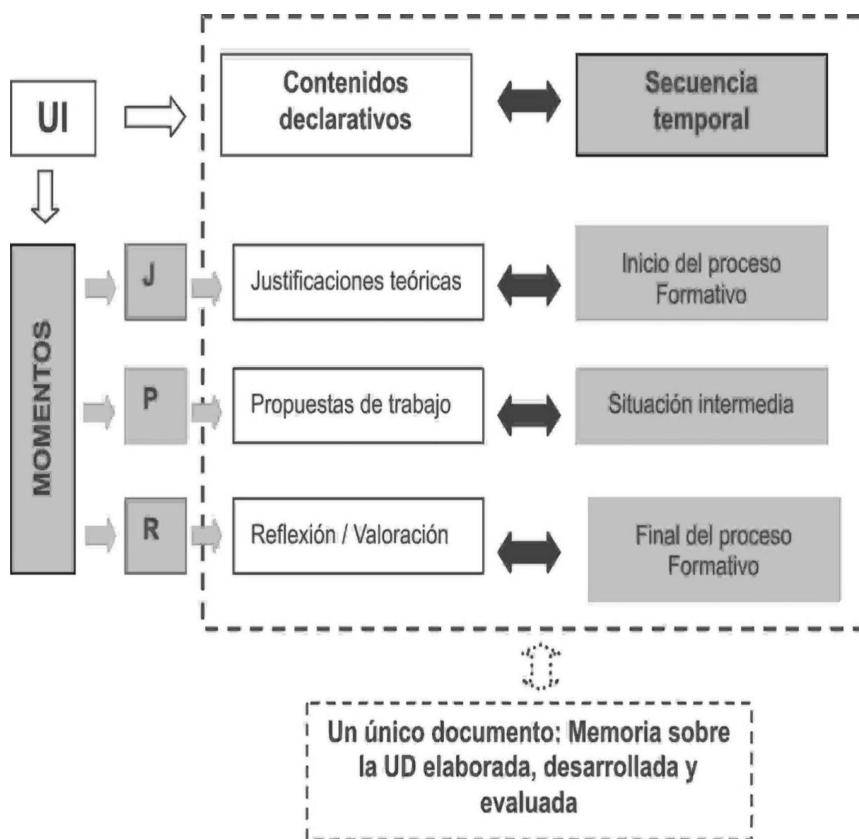 UI
Contenidos
declarativos
Secuencia
temporal
MOMENTOS
J
Justificaciones teóricas
Inicio del proceso
Formativo
P
Propuestas de trabajo
Situación intermedia
R
Reflexión / Valoración
Final del proceso
Formativo
Un único documento: Memoria sobre
la UD elaborada, desarrollada y
evaluada